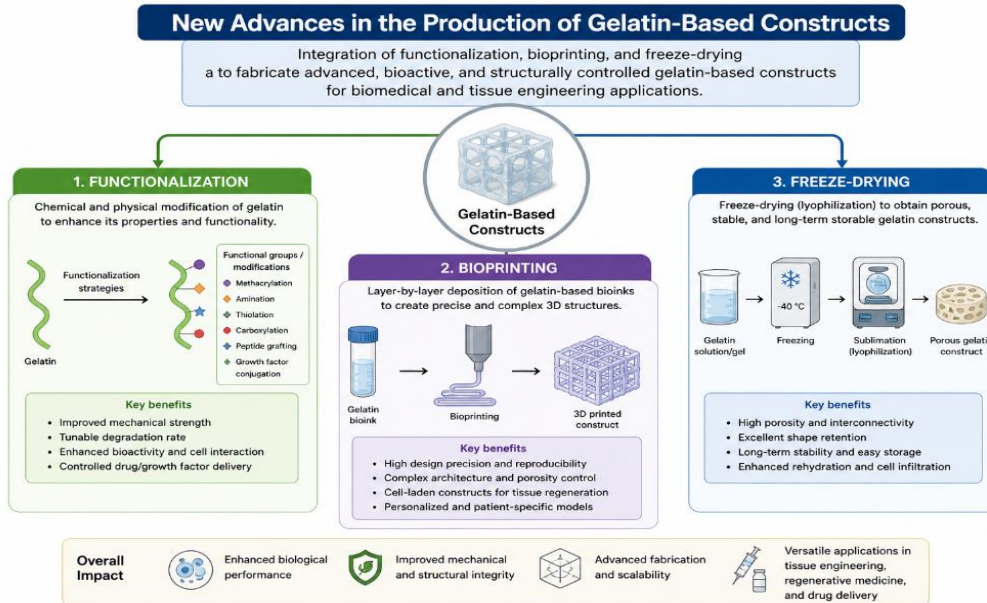 New Advances in the Production of Gelatin-Based Constructs
Integration of functionalization, bioprinting, and freeze-drying
a to fabricate advanced, bioactive, and structurally controlled gelatin-based constructs
for biomedical and tissue engineering applications.
Gelatin-Based
Constructs
1. FUNCTIONALIZATION
Chemical and physical modification of gelatin
to enhance its properties and functionality.
Functionalization
strategies
Gelatin
Functional groups /
modifications
Methacrylation
Amination
Thiolation
Carboxylation
Peptide grafting
Growth factor
conjugation
Key benefits
• Improved mechanical strength
• Tunable degradation rate
• Enhanced bioactivity and cell interaction
• Controlled drug/growth factor delivery
2. BIOPRINTING
Layer-by-layer deposition of gelatin-based bioinks
to create precise and complex 3D structures.
Gelatin
bioink
Bioprinting
3D printed
construct
Key benefits
• High design precision and reproducibility
• Complex architecture and porosity control
• Cell-laden constructs for tissue regeneration
• Personalized and patient-specific models
3. FREEZE-DRYING
Freeze-drying (lyophilization) to obtain porous,
stable, and long-term storable gelatin constructs.
-40 °C
Gelatin
solution/gel
Freezing
Sublimation
(lyophilization)
Porous gelatin
construct
Key benefits
• High porosity and interconnectivity
• Excellent shape retention
• Long-term stability and easy storage
• Enhanced rehydration and cell infiltration
Overall
Impact
Enhanced biological
performance
Improved mechanical
and structural integrity
Advanced fabrication
and scalability
Versatile applications in
tissue engineering,
regenerative medicine,
and drug delivery